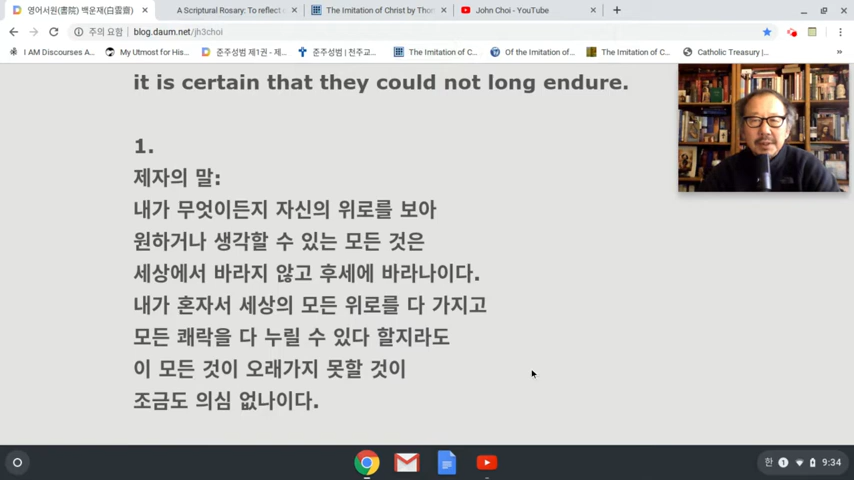 영어서원(書院) 백운재(白雲齋)
A Scriptural Rosary: To reflect
The Imitation of Christ by Thor
John Choi - YouTube
주의 요함
blog.daum.net/jh3choi
I AM Discourses A...
My Utmost for His...
준주성범 제1권 - 제...
준주성범 | 천주교...
The Imitation of C...
Of the Imitation of...
The Imitation of C...
Catholic Treasury |...
it is certain that they could not long endure.
1.
제자의 말:
내가 무엇이든지 자신의 위로를 보아
원하거나 생각할 수 있는 모든 것은
세상에서 바라지 않고 후세에 바라나이다.
내가 혼자서 세상의 모든 위로를 다 가지고
모든 쾌락을 다 누릴 수 있다 할지라도
이 모든 것이 오래가지 못할 것이
조금도 의심 없나이다.
한
1
9:34